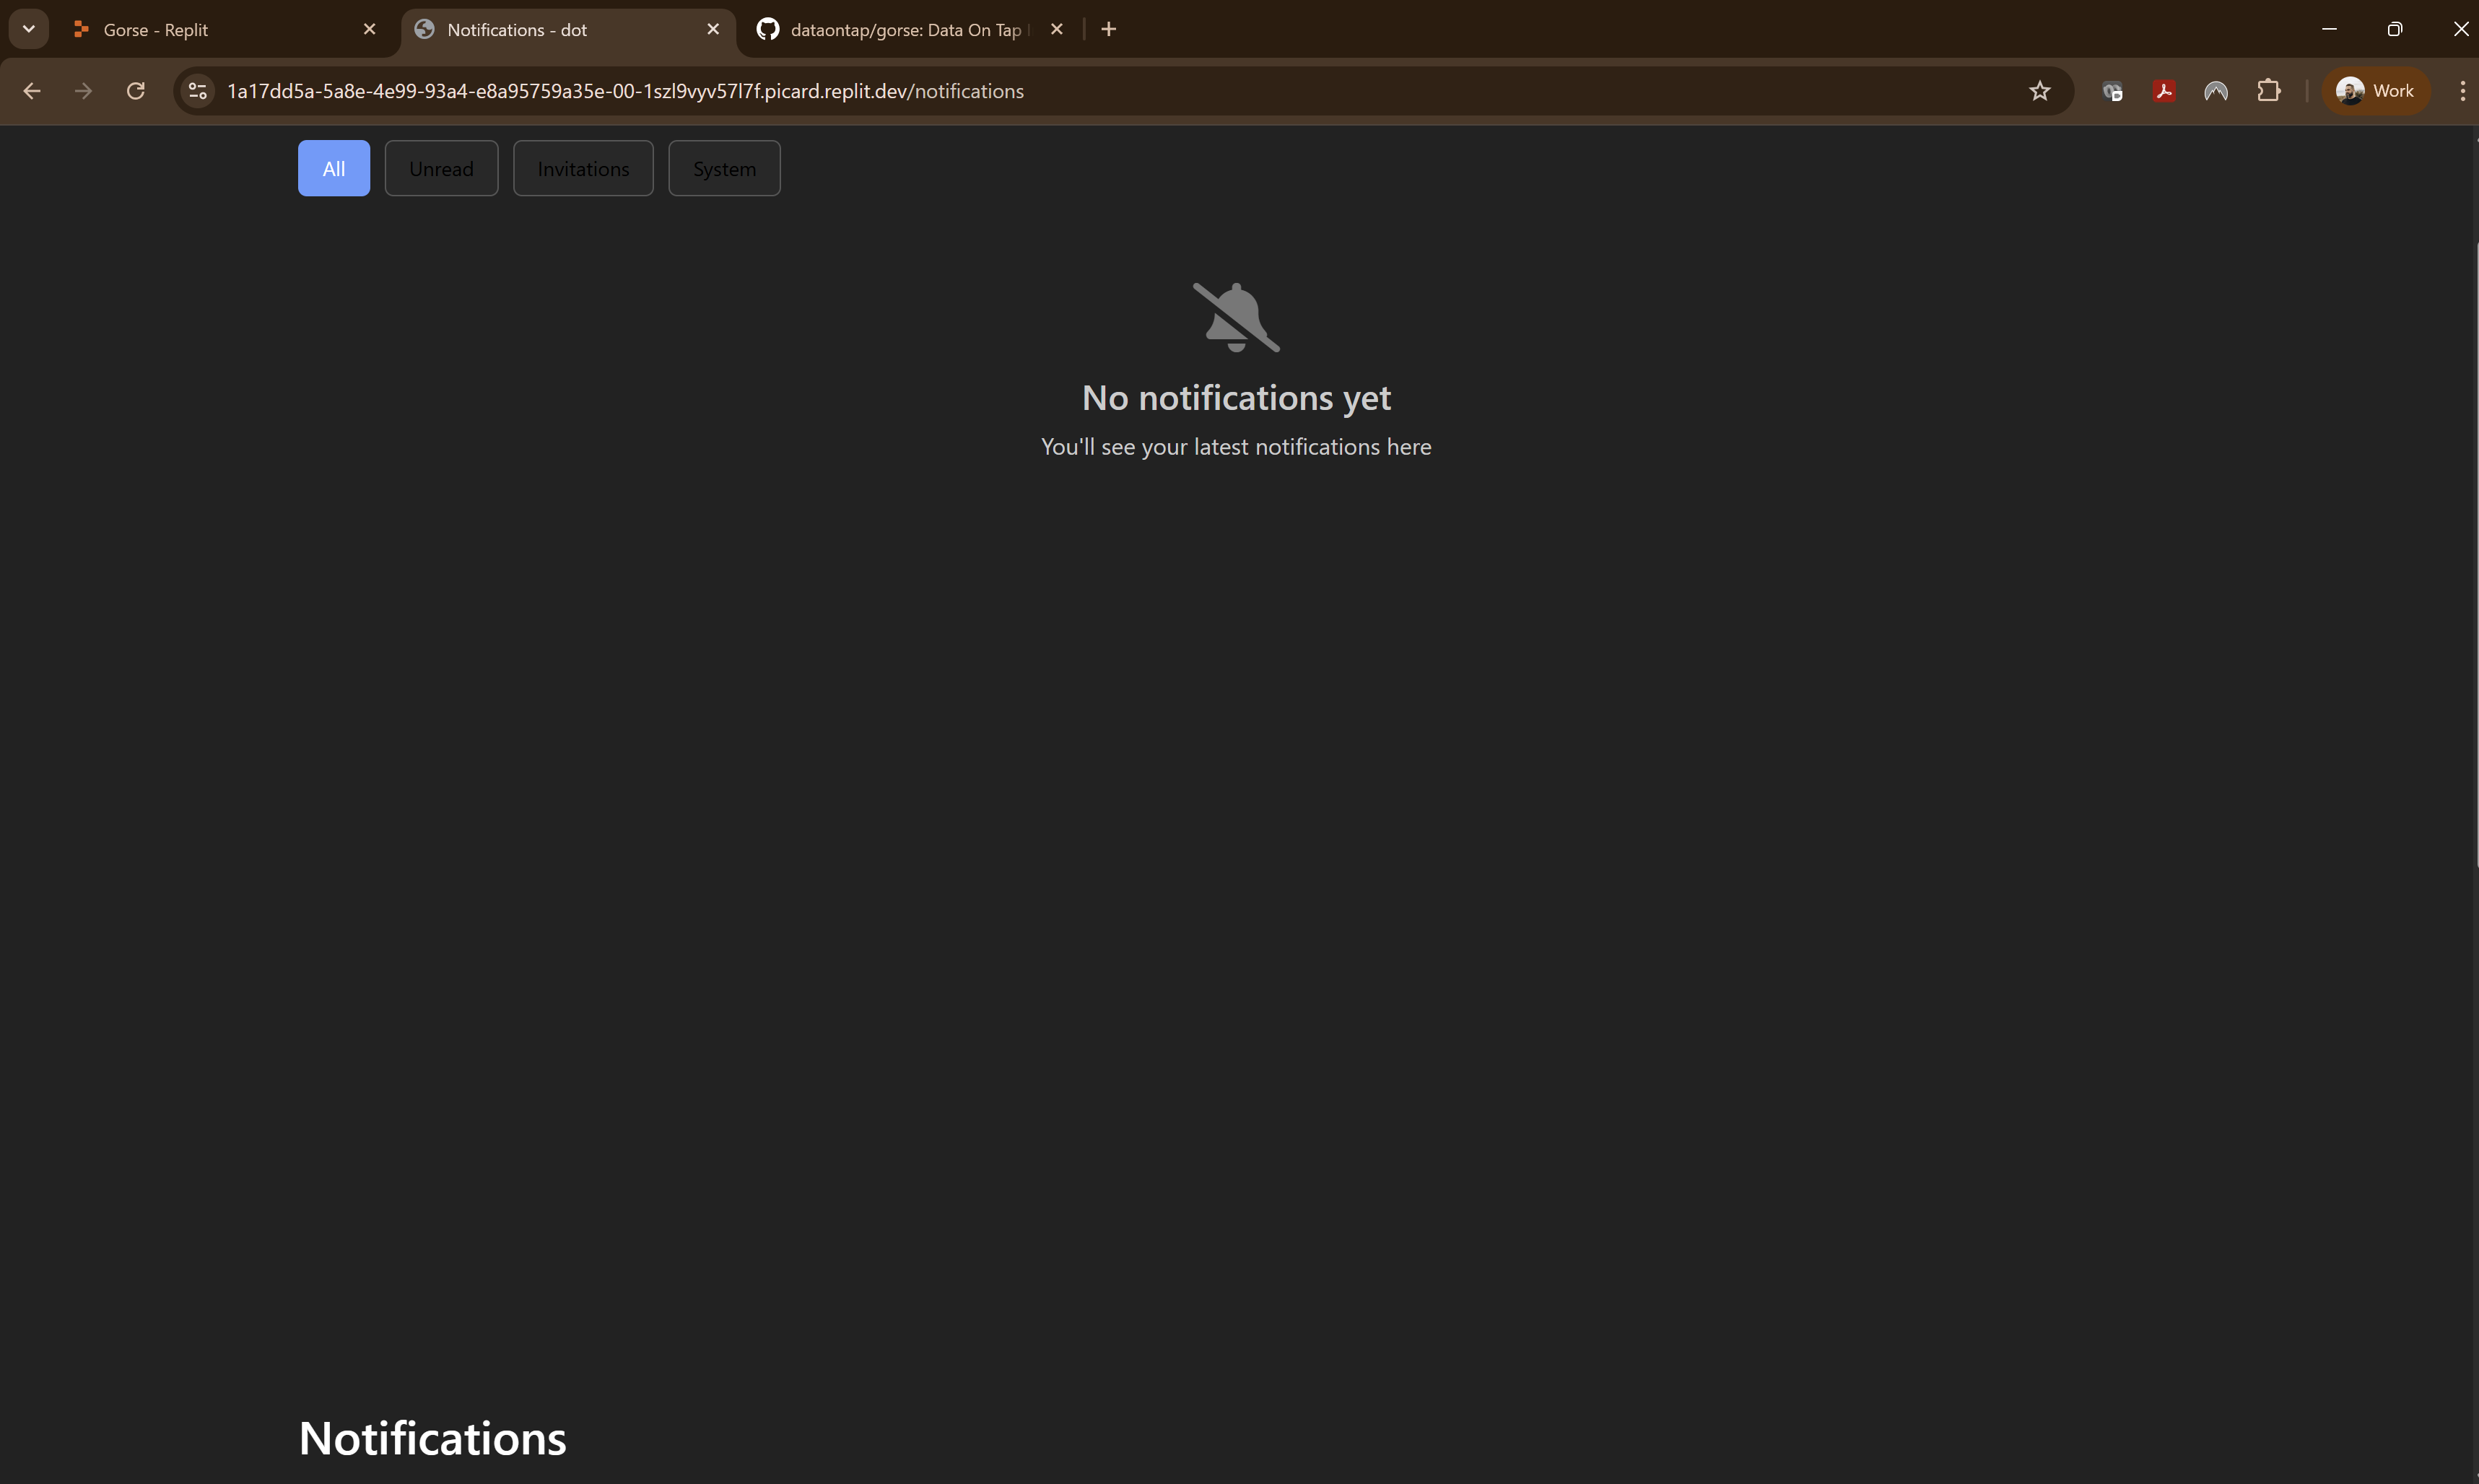 Gorse - Replit
Notifications - dot
dataontap/gorse: Data On Tap
1a17dd5a-5a8e-4e99-93a4-e8a95759a35e-00-1szl9vyv57l7f.picard.replit.dev/notifications
Work
All
Unread
Invitations
System
No notifications yet
You'll see your latest notifications here
Notifications